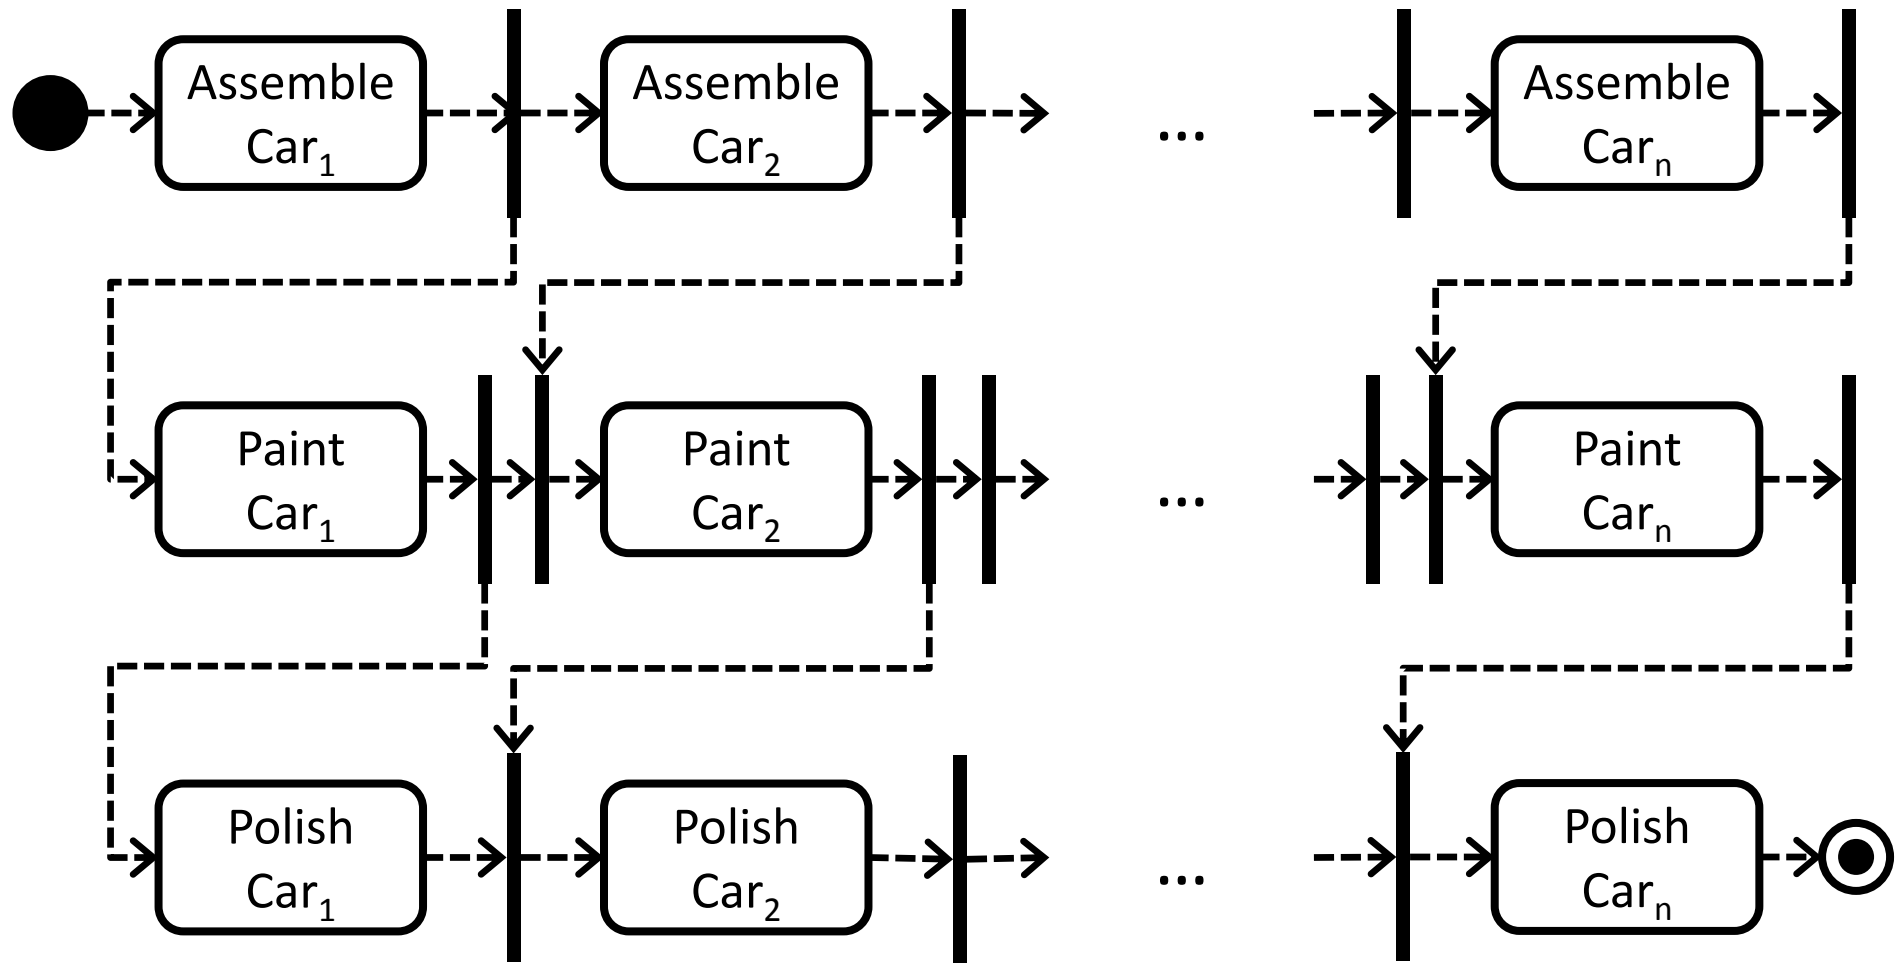 Assemble Car₁
Assemble Car₂
...
Assemble Carₙ
Paint Car₁
Paint Car₂
...
Paint Carₙ
Polish Car₁
Polish Car₂
...
Polish Carₙ